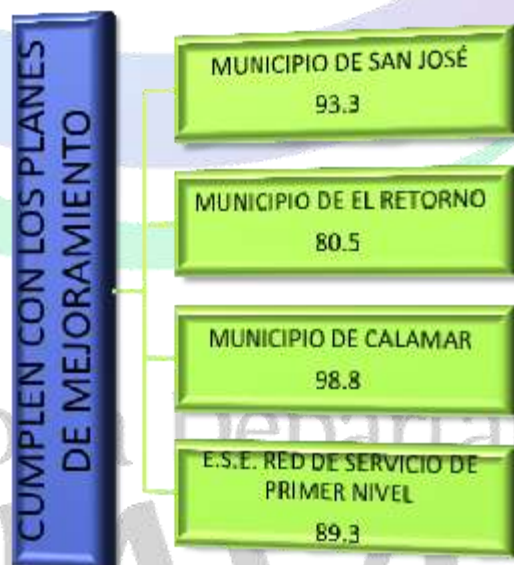 CUMPLEN CON LOS PLANES
DE MEJORAMIENTO
MUNICIPIO DE SAN JOSÉ
93.3
MUNICIPIO DE EL RETORNO
80.5
MUNICIPIO DE CALAMAR
98.8
E.S.E. RED DE SERVICIO DE
PRIMER NIVEL
89.3